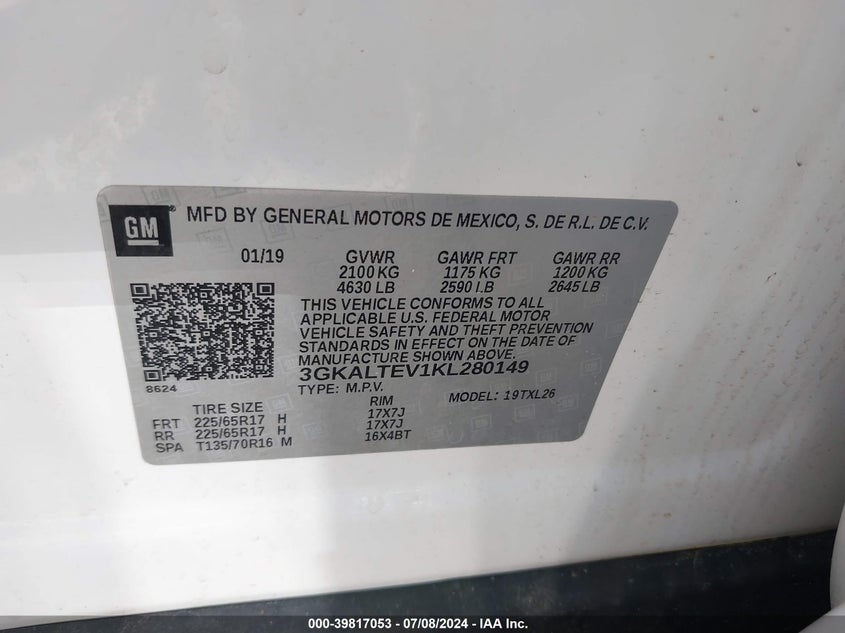 GM ® MFD BY GENERAL MOTORS DE MEXICO, S. DE R.L. DE C.V.
01/19 GVWR GAWR FRT GAWR RR
2100 KG 1175 KG 1200 KG
4630 LB 2590 LB 2645 LB
THIS VEHICLE CONFORMS TO ALL
APPLICABLE U.S. FEDERAL MOTOR
VEHICLE SAFETY AND THEFT PREVENTION
STANDARDS IN EFFECT ON THE DATE OF
MANUFACTURE SHOWN ABOVE.
8624 3GKALTEV1KL280149
TYPE: M.P.V. MODEL: 19TXL26
TIRE SIZE RIM
FRT 225/65R17 H 17X7J
RR 225/65R17 H 17X7J
SPA T135/70R16 M 16X4BT
000-39817053 - 07/08/2024 - IAA Inc.